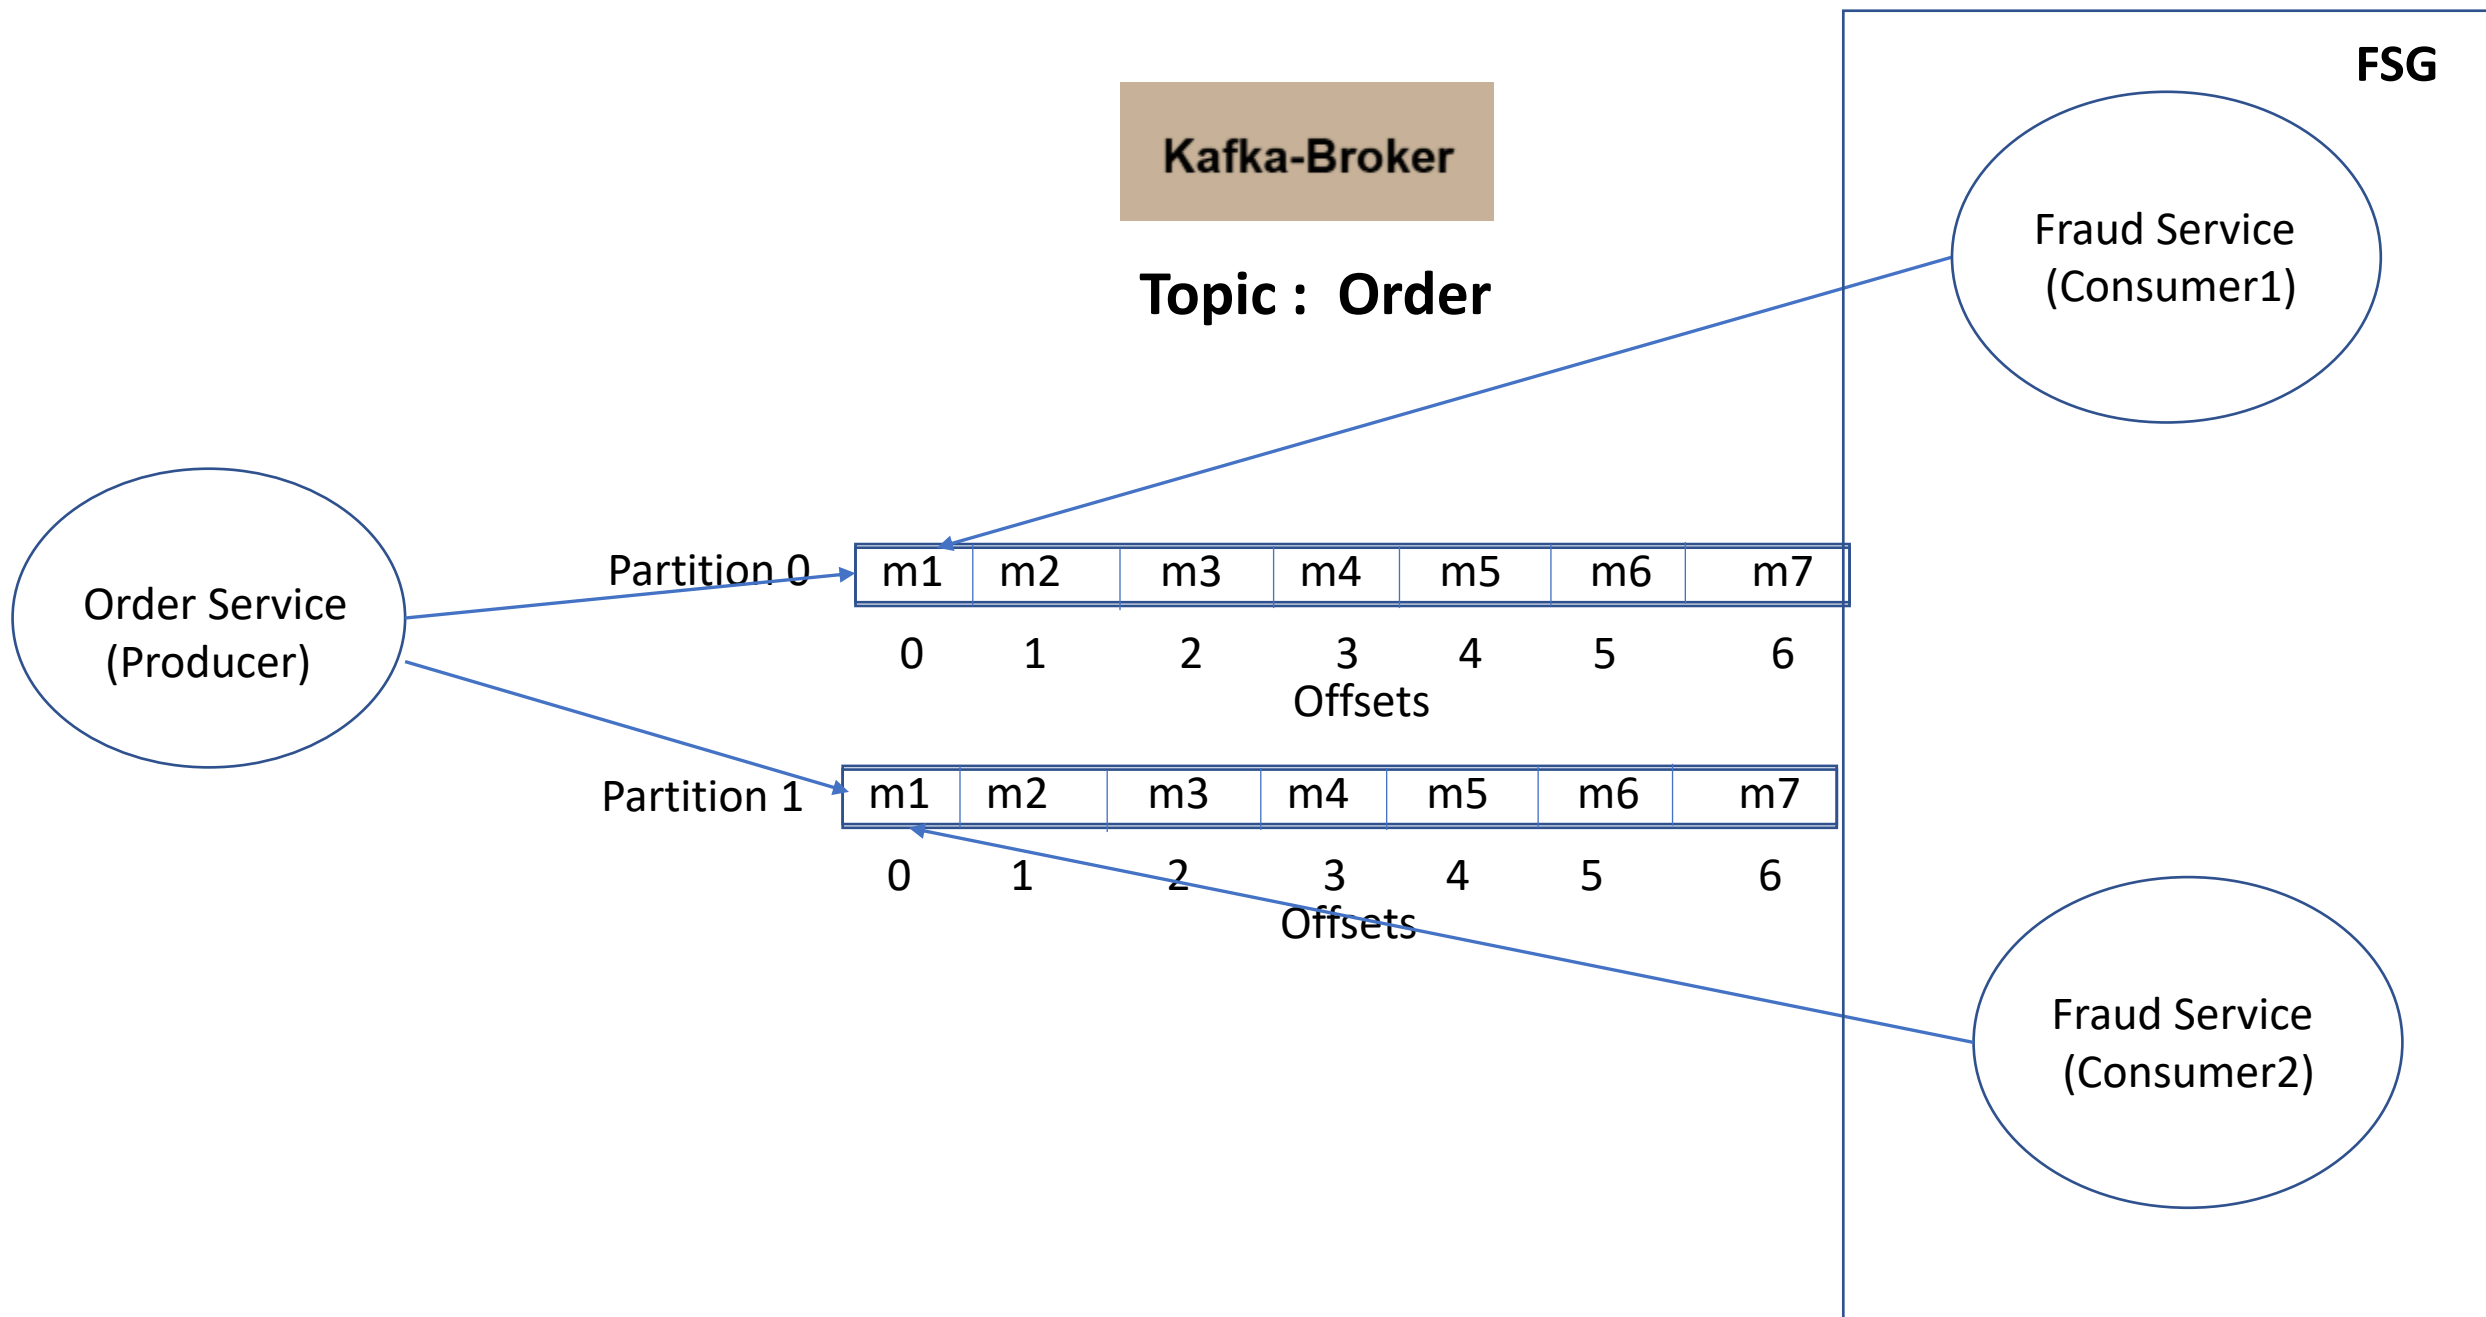 FSG
Kafka-Broker
Topic :  Order
Fraud Service
(Consumer1)
Order Service
(Producer)
Partition 0
m1 m2 m3 m4 m5 m6 m7
0 1 2 3 4 5 6
Offsets
Partition 1
m1 m2 m3 m4 m5 m6 m7
0 1 2 3 4 5 6
Offsets
Fraud Service
(Consumer2)